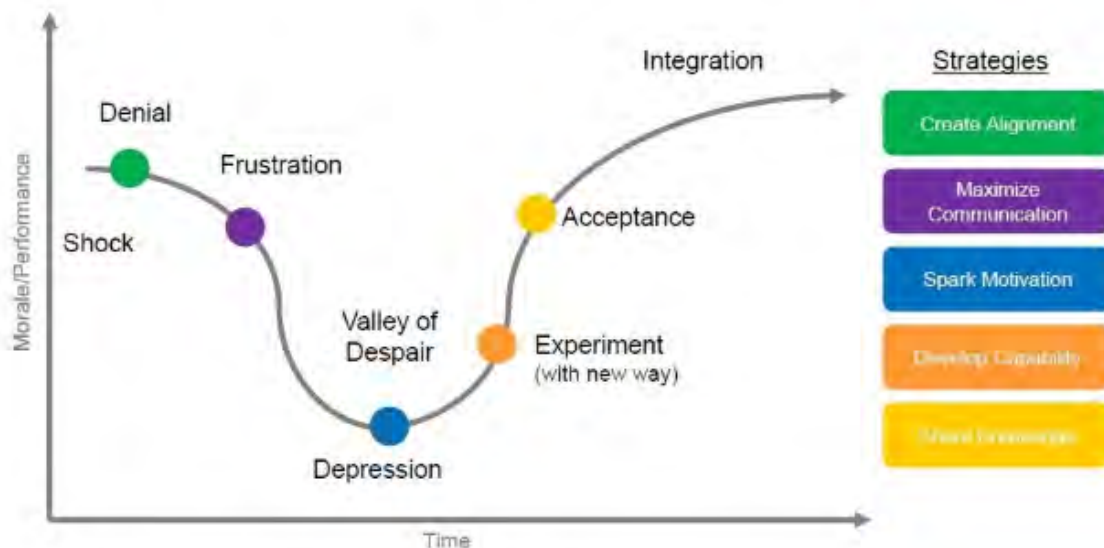 Integration
Strategies
Denial
Create Alignment
Frustration
Maximize
Communication
Acceptance
Shock
Spark Motivation
Valley of
Despair
Experiment
(with new way)
Develop Capability
Depression
Morale/Performance
Time